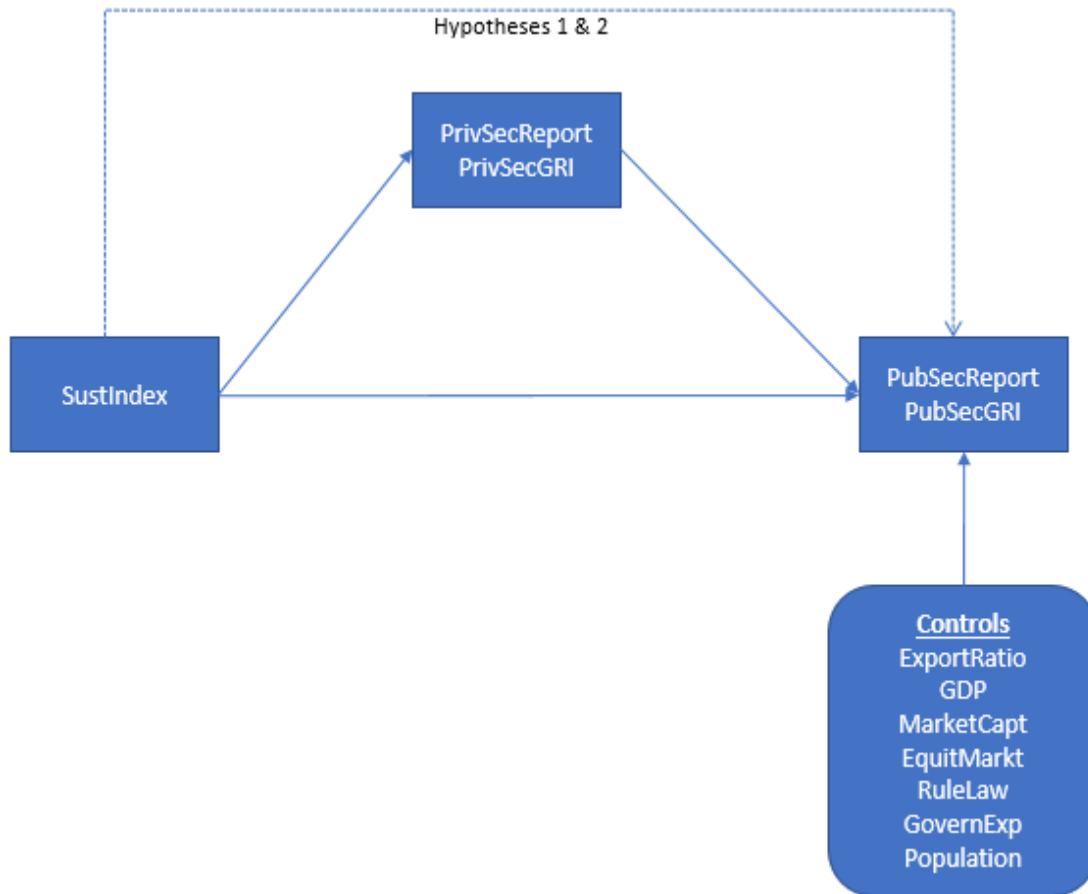 Hypotheses 1 & 2
PrivSecReport
PrivSecGRI
SustIndex
PubSecReport
PubSecGRI
Controls
ExportRatio
GDP
MarketCapt
EquitMarkt
RuleLaw
GovernExp
Population